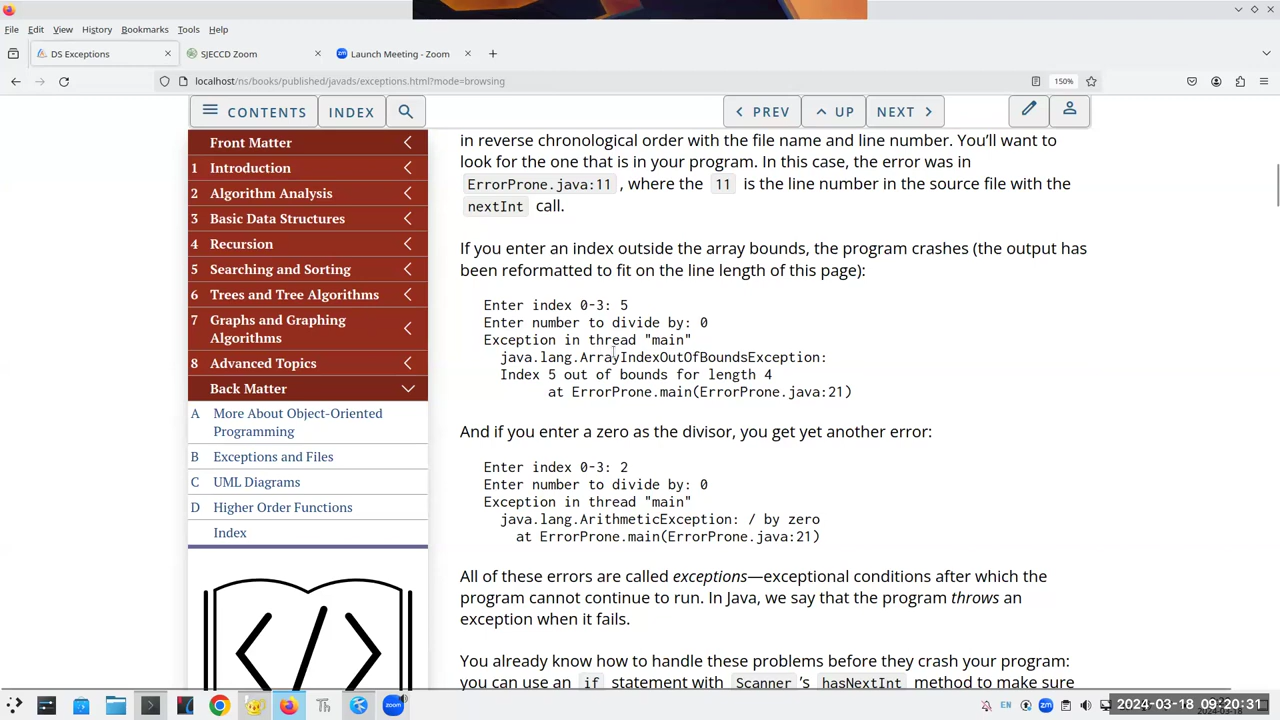 File Edit View History Bookmarks Tools Help
DS Exceptions
SJECCD Zoom
Launch Meeting - Zoom
localhost/ns/books/published/javads/exceptions.html?mode=browsing
150%
CONTENTS
INDEX
PREV
UP
NEXT
Front Matter
1 Introduction
2 Algorithm Analysis
3 Basic Data Structures
4 Recursion
5 Searching and Sorting
6 Trees and Tree Algorithms
7 Graphs and Graphing
Algorithms
8 Advanced Topics
Back Matter
A More About Object-Oriented
Programming
B Exceptions and Files
C UML Diagrams
D Higher Order Functions
Index
in reverse chronological order with the file name and line number. You'll want to
look for the one that is in your program. In this case, the error was in
ErrorProne.java:11 , where the 11 is the line number in the source file with the
nextInt call.
If you enter an index outside the array bounds, the program crashes (the output has
been reformatted to fit on the line length of this page):
Enter index 0-3: 5
Enter number to divide by: 0
Exception in thread "main"
java.lang.ArrayIndexOutOfBoundsException:
Index 5 out of bounds for length 4
at ErrorProne.main(ErrorProne.java:21)
And if you enter a zero as the divisor, you get yet another error:
Enter index 0-3: 2
Enter number to divide by: 0
Exception in thread "main"
java.lang.ArithmeticException: / by zero
at ErrorProne.main(ErrorProne.java:21)
All of these errors are called exceptions—exceptional conditions after which the
program cannot continue to run. In Java, we say that the program throws an
exception when it fails.
You already know how to handle these problems before they crash your program:
you can use an if statement with Scanner 's hasNextInt method to make sure
EN
2024-03-18 09:20:31